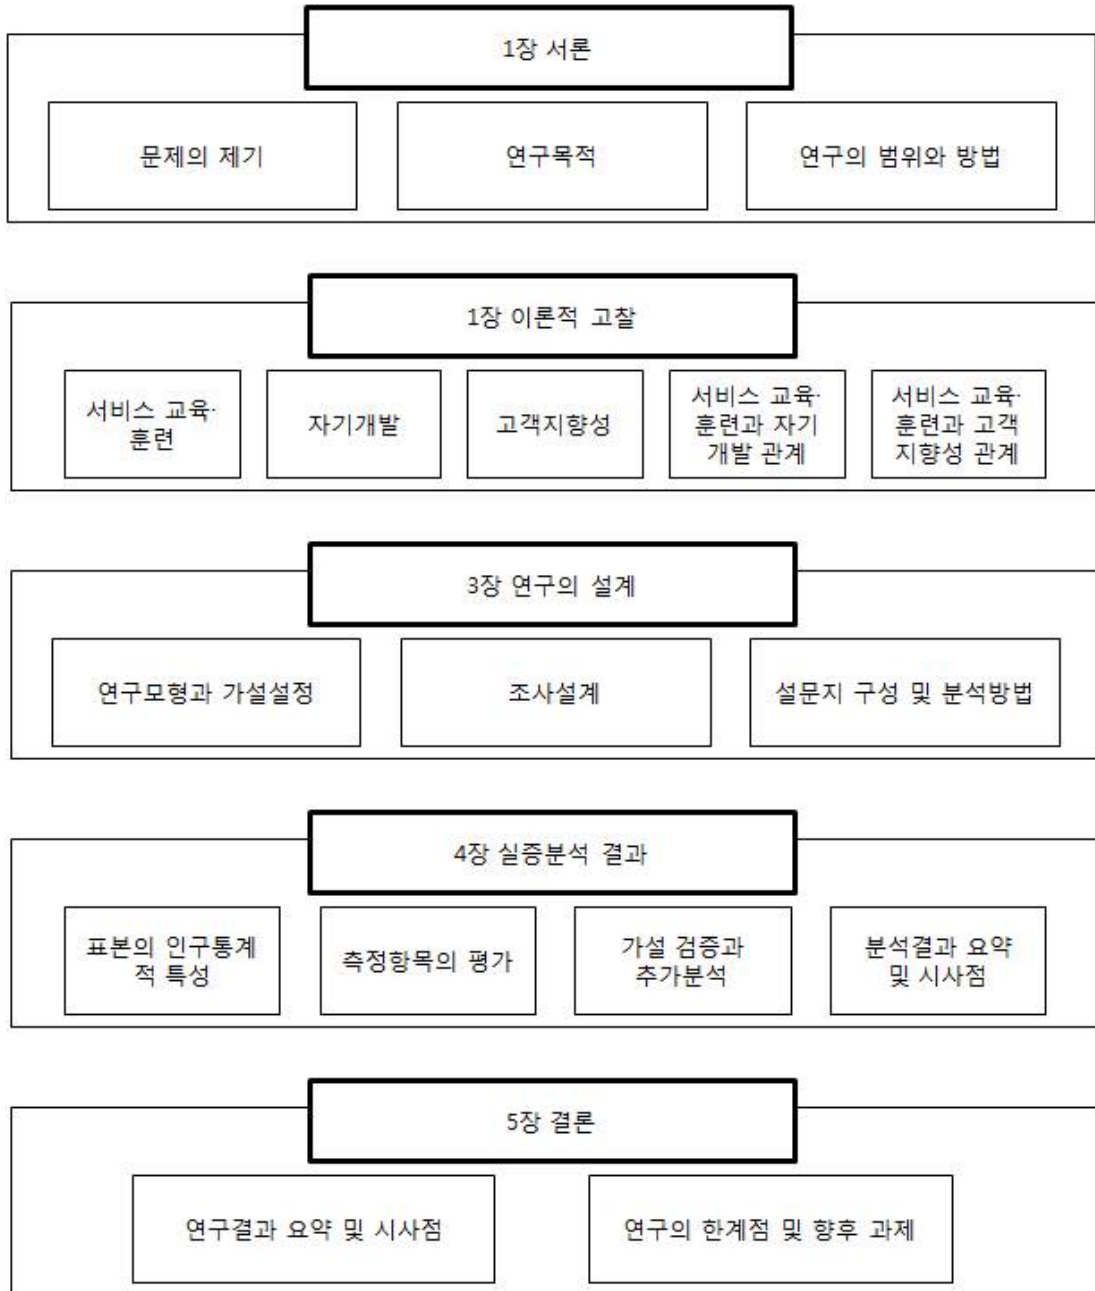 1장 서론
문제의 제기
연구목적
연구의 범위와 방법
1장 이론적 고찰
서비스 교육·
훈련
자기개발
고객지향성
서비스 교육·
훈련과 자기
개발 관계
서비스 교육·
훈련과 고객
지향성 관계
3장 연구의 설계
연구모형과 가설설정
조사설계
설문지 구성 및 분석방법
4장 실증분석 결과
표본의 인구통계
적 특성
측정항목의 평가
가설 검증과
추가분석
분석결과 요약
및 시사점
5장 결론
연구결과 요약 및 시사점
연구의 한계점 및 향후 과제